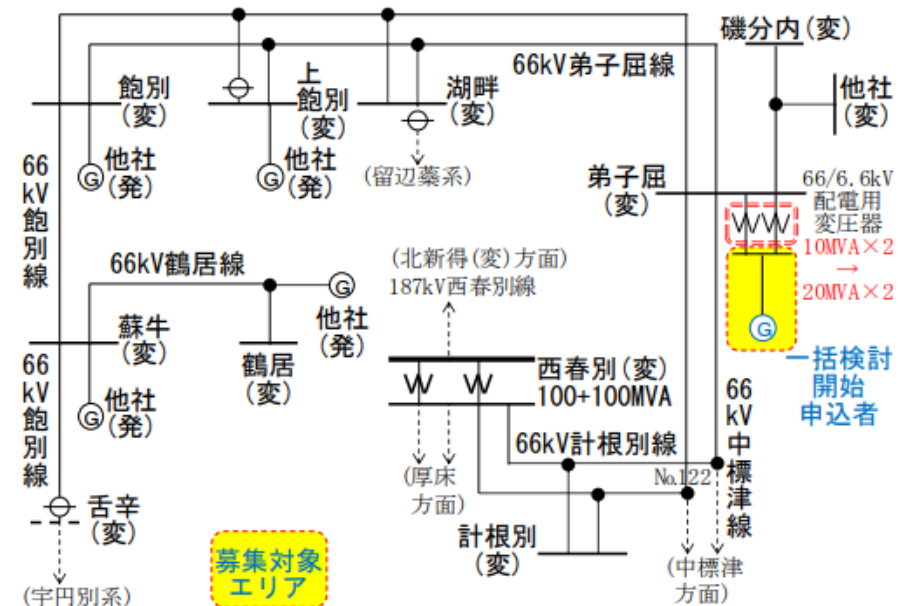 磯分内(変)
66kV弟子屈線
飽別
(変)
上
飽別
(変)
湖畔
(変)
他社
(変)
G
他社
(発)
G
他社
(発)
(留辺蘂系)
弟子屈
(変)
66/6.6kV
配電用
変圧器
10MVA×2
→
20MVA×2
66
kV
飽
別
線
66kV鶴居線
(北新得(変)方面)
187kV西春別線
G
他社
(発)
G
一括検討
開始
申込者
蘇牛
(変)
鶴居
(変)
西春別(変)
100+100MVA
66
kV
飽
別
線
G
他社
(発)
66
kV
中
標
津
線
66kV計根別線
(厚床
方面)
No.122
舌辛
(変)
計根別
(変)
(中標津
方面)
募集対象
エリア
(宇円別系)